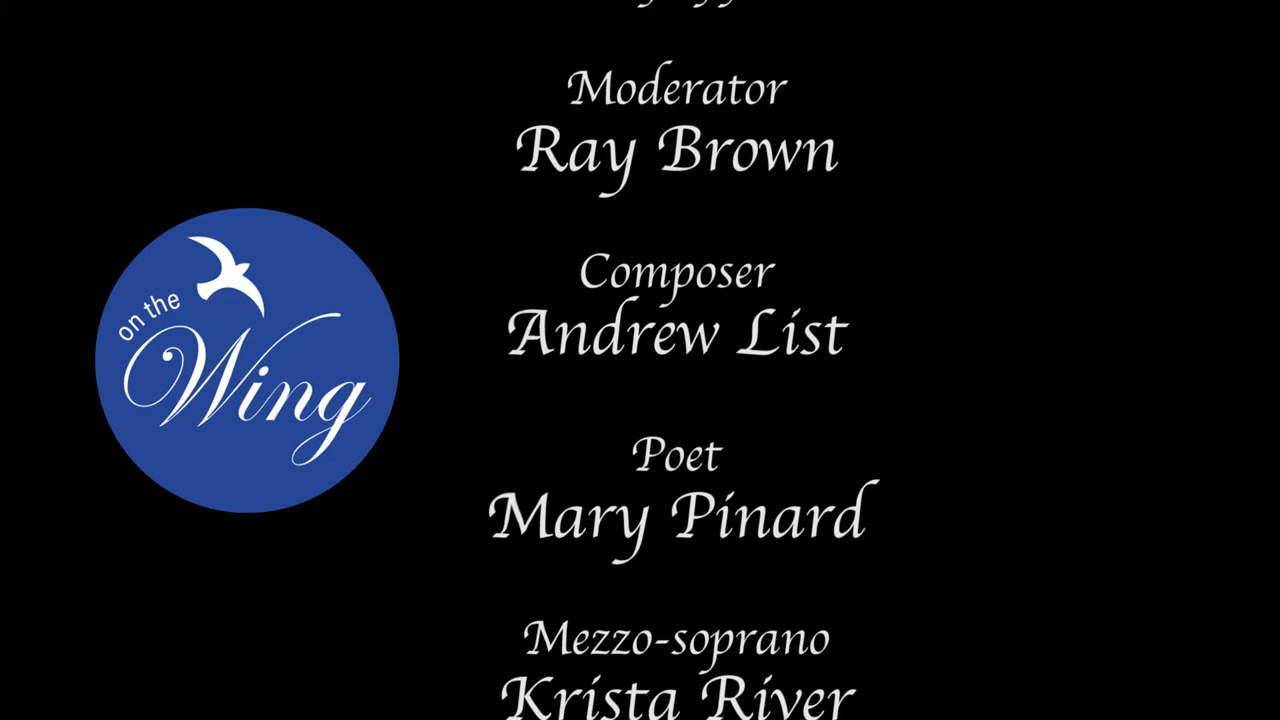 Moderator
Ray Brown
on the
Wing
Composer
Andrew List
Poet
Mary Pinard
Mezzo-soprano
Krista River